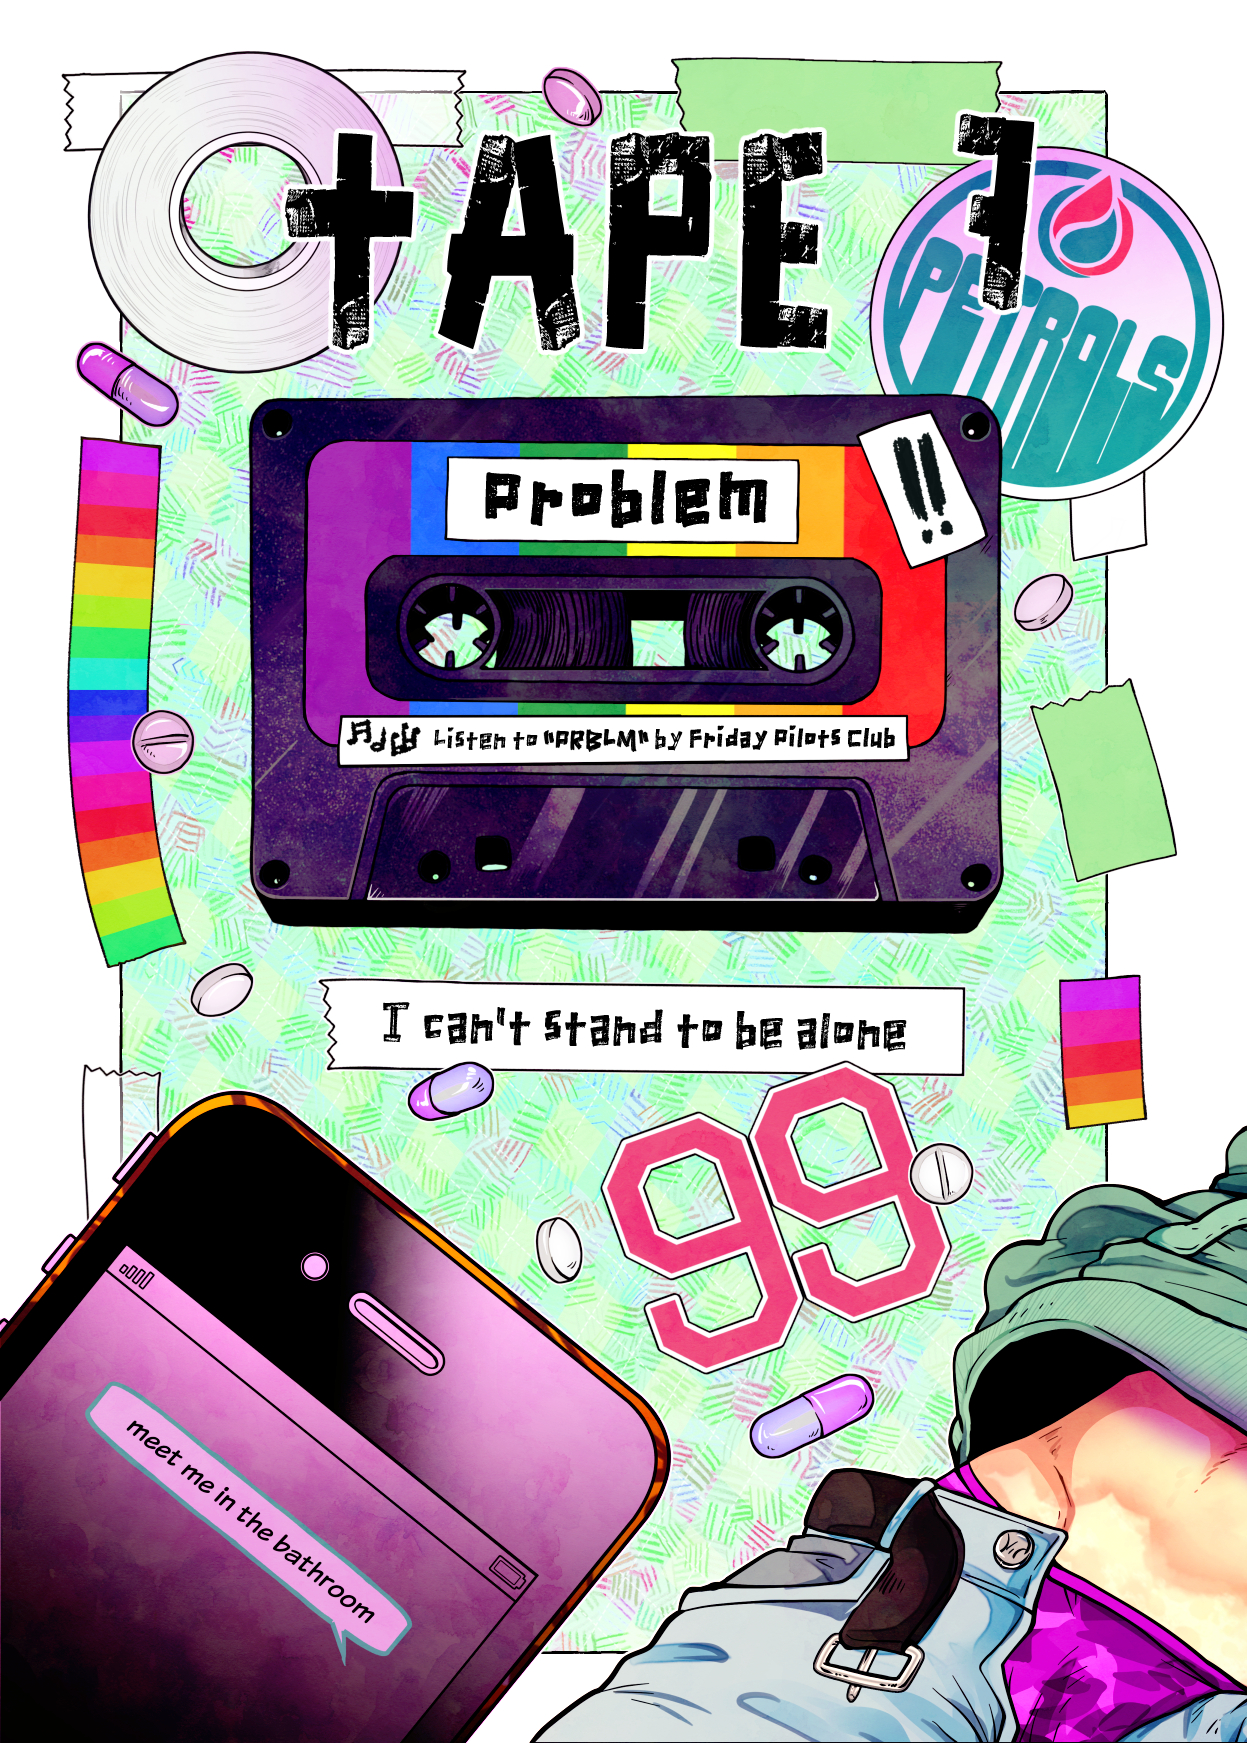 tAPE 1
PETROLS
Problem
!!
Listen to "PRBLM" by Friday Pilots Club
I can't stand to be alone
99
meet me in the bathroom